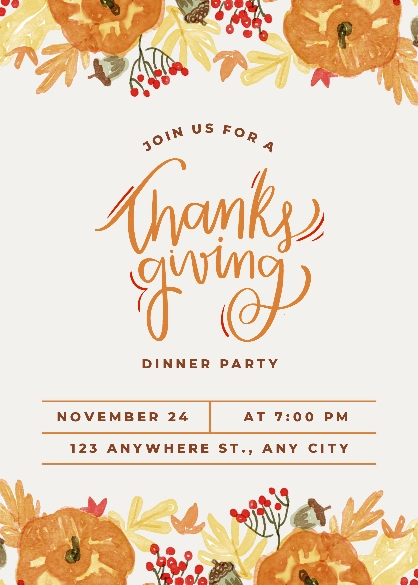 JOIN US FOR A
Thanks
giving
DINNER PARTY
NOVEMBER 24 AT 7:00 PM
123 ANYWHERE ST., ANY CITY